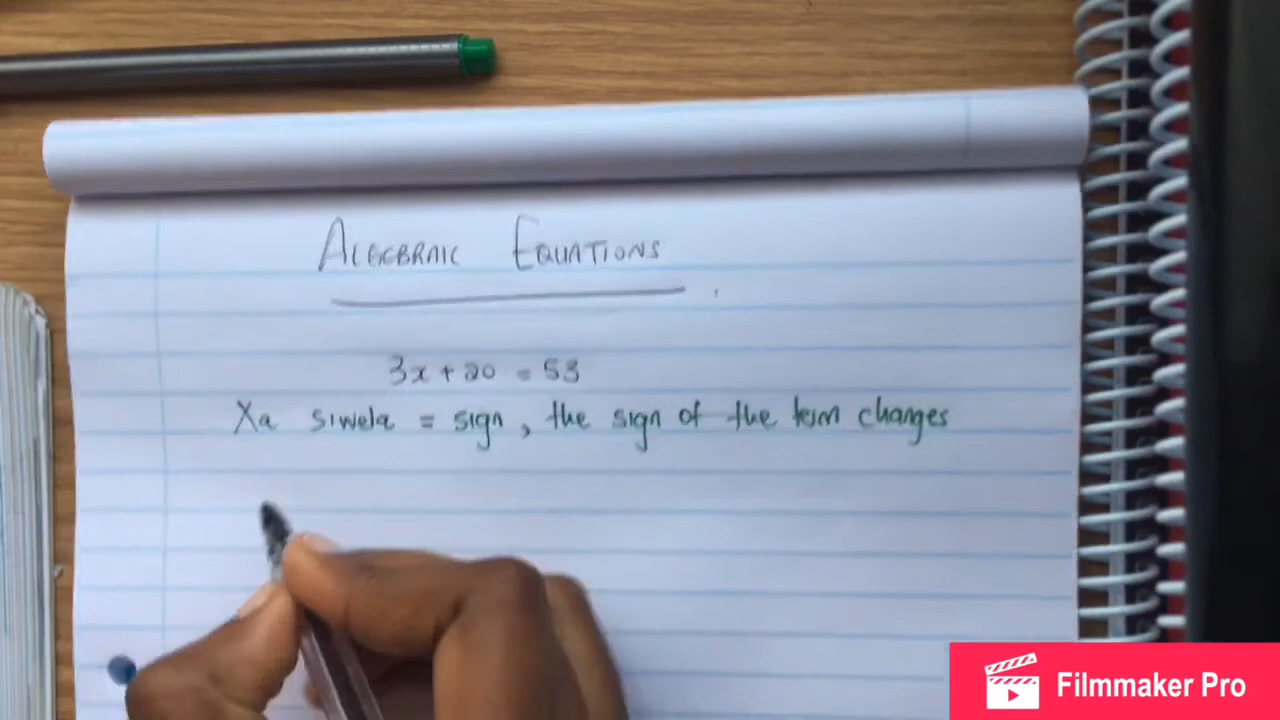 ALGEBRAIC EQUATIONS
3x + 20 = 53
Xa siwela = sign, the sign of the term changes
Filmmaker Pro